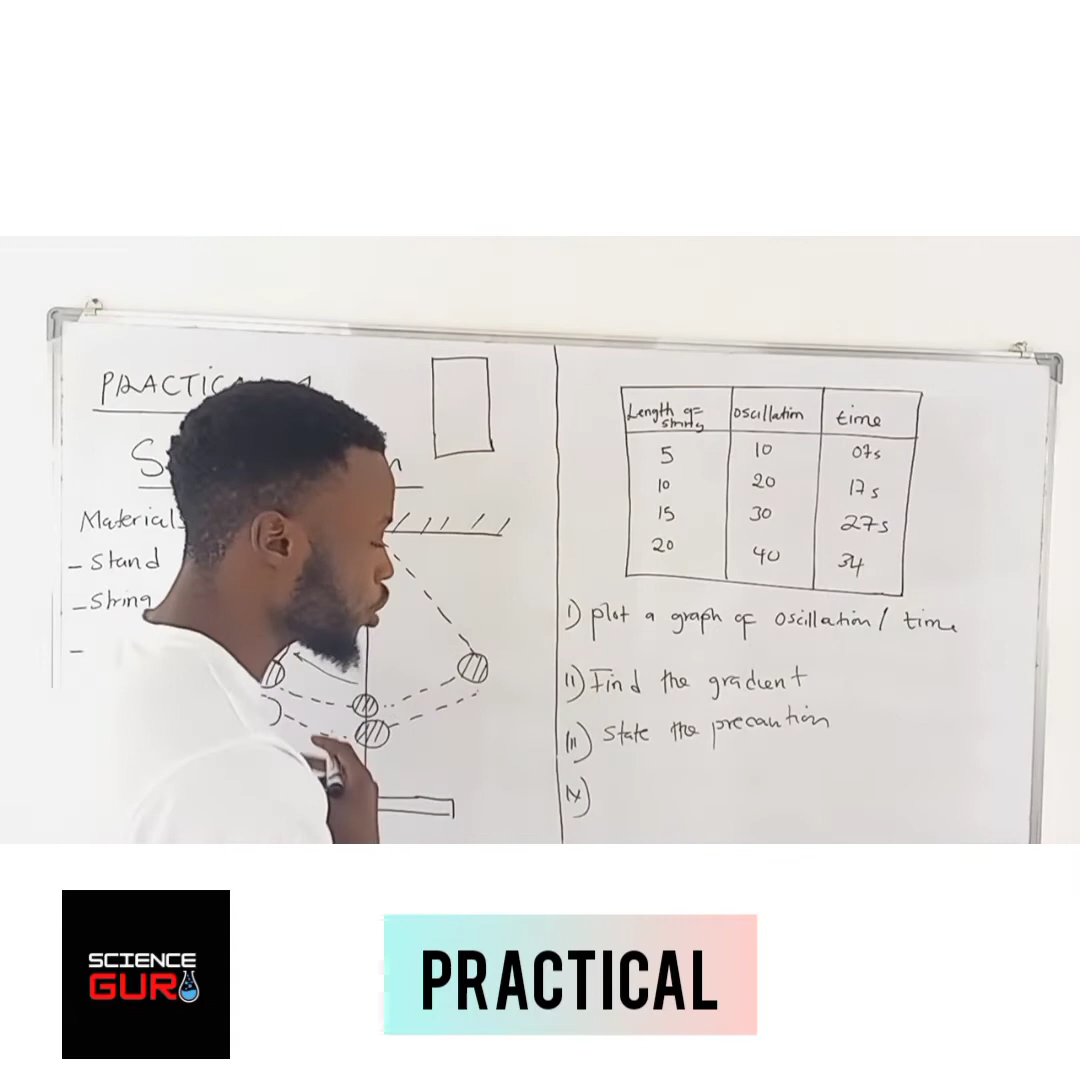 PRACTICA
S
Materials
- Stand
- String
-
Length of string oscillation time
5 10 07s
10 20 17s
15 30 27s
20 40 34
i) plot a graph of oscillation / time
ii) Find the gradient
iii) State the precaution
iv)
SCIENCE
GURU
PRACTICAL